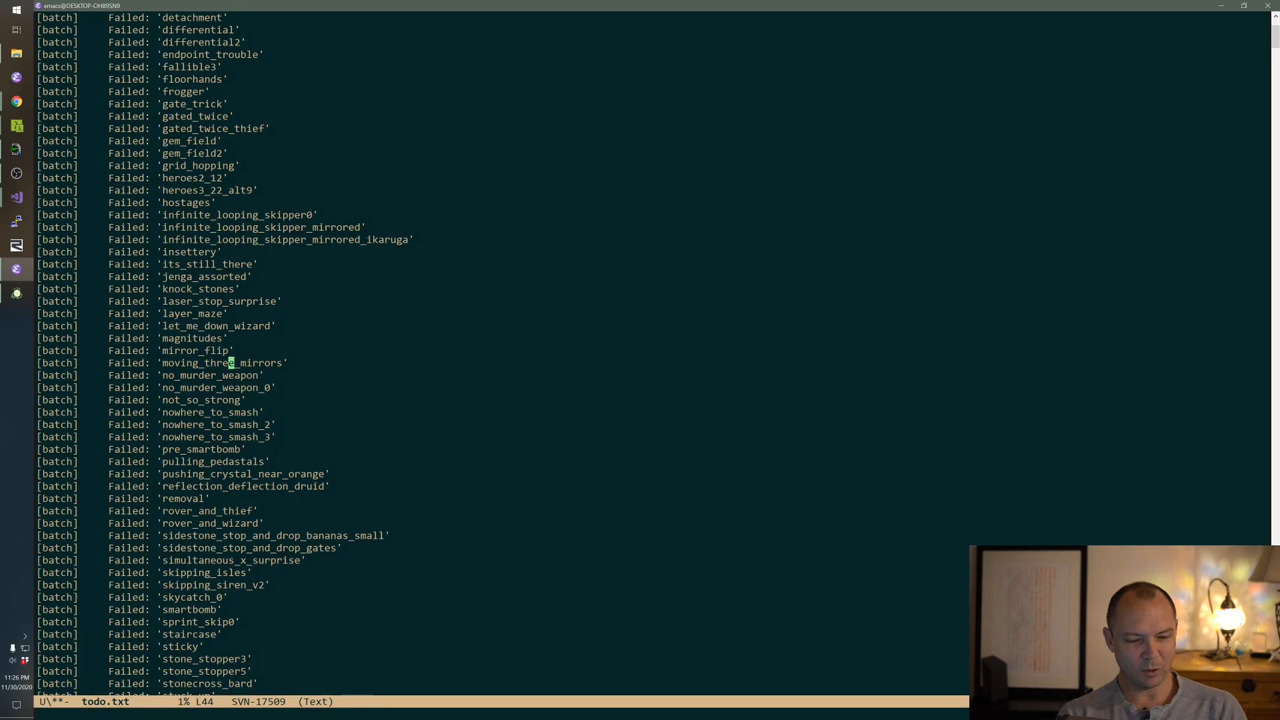 emacs@DESKTOP-OHI89SN9
[batch] Failed: 'detachment'
[batch] Failed: 'differential'
[batch] Failed: 'differential2'
[batch] Failed: 'endpoint_trouble'
[batch] Failed: 'fallible3'
[batch] Failed: 'floorhands'
[batch] Failed: 'frogger'
[batch] Failed: 'gate_trick'
[batch] Failed: 'gated_twice'
[batch] Failed: 'gated_twice_thief'
[batch] Failed: 'gem_field'
[batch] Failed: 'gem_field2'
[batch] Failed: 'grid_hopping'
[batch] Failed: 'heroes2_12'
[batch] Failed: 'heroes3_22_alt9'
[batch] Failed: 'hostages'
[batch] Failed: 'infinite_looping_skipper0'
[batch] Failed: 'infinite_looping_skipper_mirrored'
[batch] Failed: 'infinite_looping_skipper_mirrored_ikaruga'
[batch] Failed: 'insettery'
[batch] Failed: 'its_still_there'
[batch] Failed: 'jenga_assorted'
[batch] Failed: 'knock_stones'
[batch] Failed: 'laser_stop_surprise'
[batch] Failed: 'layer_maze'
[batch] Failed: 'let_me_down_wizard'
[batch] Failed: 'magnitudes'
[batch] Failed: 'mirror_flip'
[batch] Failed: 'moving_three_mirrors'
[batch] Failed: 'no_murder_weapon'
[batch] Failed: 'no_murder_weapon_0'
[batch] Failed: 'not_so_strong'
[batch] Failed: 'nowhere_to_smash'
[batch] Failed: 'nowhere_to_smash_2'
[batch] Failed: 'nowhere_to_smash_3'
[batch] Failed: 'pre_smartbomb'
[batch] Failed: 'pulling_pedastals'
[batch] Failed: 'pushing_crystal_near_orange'
[batch] Failed: 'reflection_deflection_druid'
[batch] Failed: 'removal'
[batch] Failed: 'rover_and_thief'
[batch] Failed: 'rover_and_wizard'
[batch] Failed: 'sidestone_stop_and_drop_bananas_small'
[batch] Failed: 'sidestone_stop_and_drop_gates'
[batch] Failed: 'simultaneous_x_surprise'
[batch] Failed: 'skipping_isles'
[batch] Failed: 'skipping_siren_v2'
[batch] Failed: 'skycatch_0'
[batch] Failed: 'smartbomb'
[batch] Failed: 'sprint_skip0'
[batch] Failed: 'staircase'
[batch] Failed: 'sticky'
[batch] Failed: 'stone_stopper3'
[batch] Failed: 'stone_stopper5'
[batch] Failed: 'stonecross_bard'
U\**- todo.txt 1% L44 SVN-17509 (Text)
11:26 PM
11/30/2020